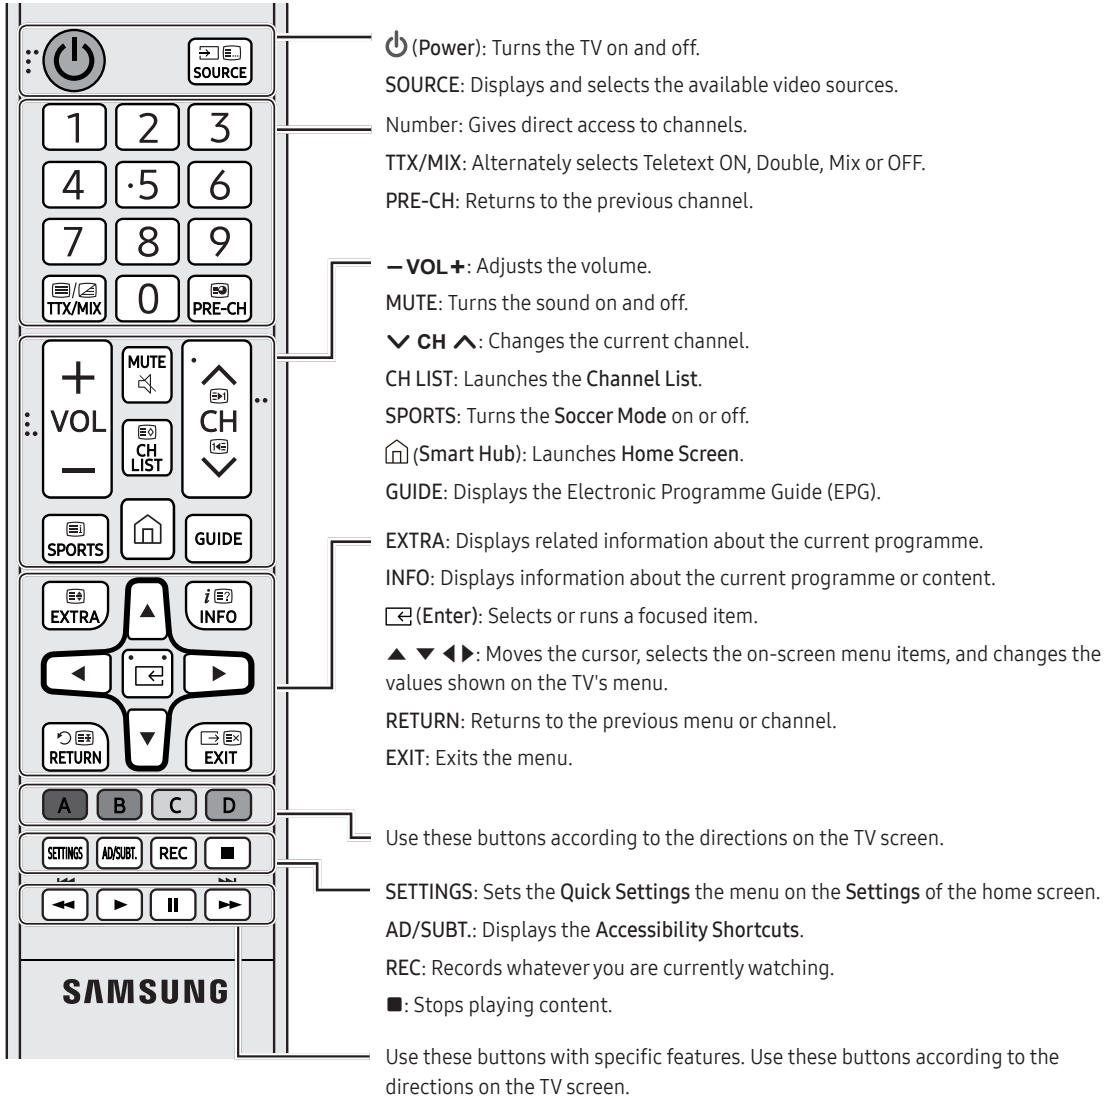 (Power): Turns the TV on and off.
SOURCE
SOURCE: Displays and selects the available video sources.
1 2 3
Number: Gives direct access to channels.
4 ·5 6
TTX/MIX: Alternately selects Teletext ON, Double, Mix or OFF.
PRE-CH: Returns to the previous channel.
7 8 9
TTX/MIX 0 PRE-CH
– VOL +: Adjusts the volume.
MUTE: Turns the sound on and off.
CH: Changes the current channel.
CH LIST: Launches the Channel List.
SPORTS: Turns the Soccer Mode on or off.
(Smart Hub): Launches Home Screen.
GUIDE: Displays the Electronic Programme Guide (EPG).
+ MUTE
VOL CH
CH
LIST
–
SPORTS GUIDE
EXTRA: Displays related information about the current programme.
INFO: Displays information about the current programme or content.
(Enter): Selects or runs a focused item.
▲ ▼ ◀ ▶: Moves the cursor, selects the on-screen menu items, and changes the
values shown on the TV's menu.
RETURN: Returns to the previous menu or channel.
EXIT: Exits the menu.
EXTRA ▲ i INFO
◀ ▶
RETURN ▼ EXIT
A B C D
Use these buttons according to the directions on the TV screen.
SETTINGS AD/SUBT. REC ■
SETTINGS: Sets the Quick Settings the menu on the Settings of the home screen.
AD/SUBT.: Displays the Accessibility Shortcuts.
REC: Records whatever you are currently watching.
■: Stops playing content.
SAMSUNG
Use these buttons with specific features. Use these buttons according to the
directions on the TV screen.